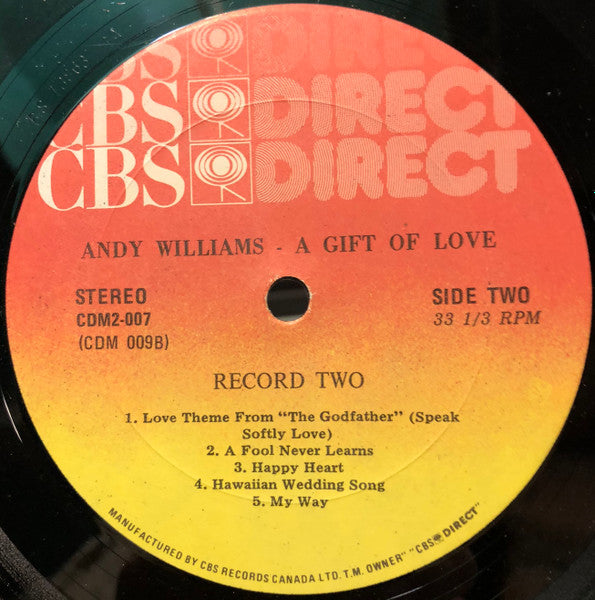 CBS DIRECT
CBS DIRECT
CBS DIRECT
ANDY WILLIAMS - A GIFT OF LOVE
STEREO
CDM2-007
(CDM 009B)
SIDE TWO
33 1/3 RPM
RECORD TWO
1. Love Theme From "The Godfather" (Speak
Softly Love)
2. A Fool Never Learns
3. Happy Heart
4. Hawaiian Wedding Song
5. My Way
MANUFACTURED BY CBS RECORDS CANADA LTD. T.M. OWNER" "CBS DIRECT"